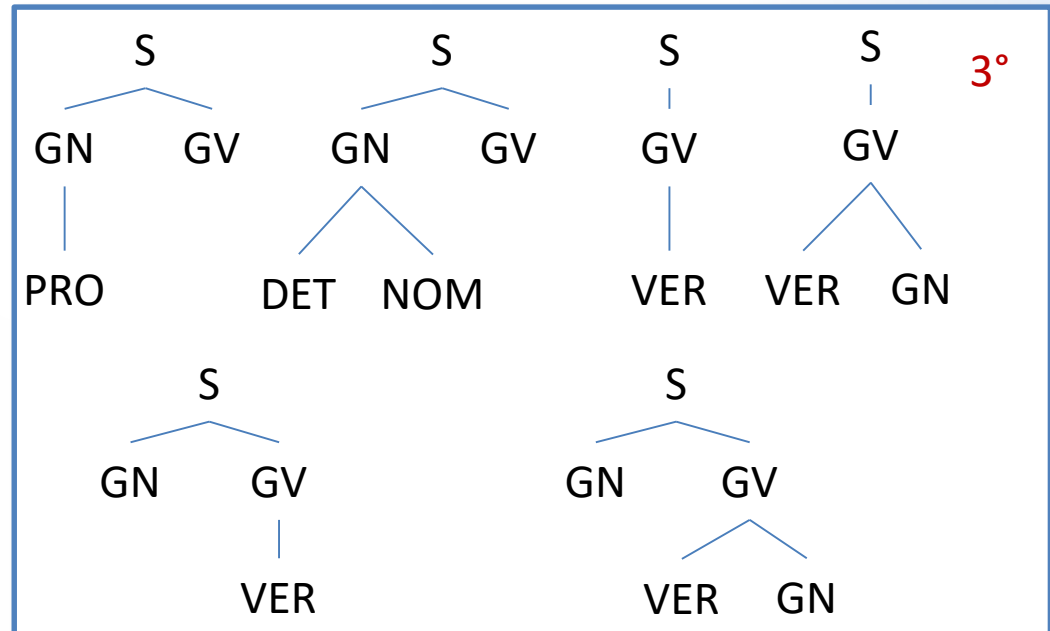 S S S S 3°
GN GV GN GV GV GV
PRO DET NOM VER VER GN
S S
GN GV GN GV
VER VER GN